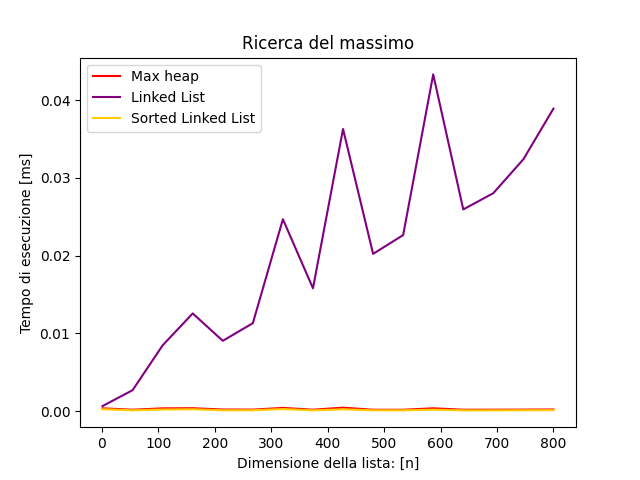 Ricerca del massimo
Max heap
Linked List
Sorted Linked List
Tempo di esecuzione [ms]
0.04
0.03
0.02
0.01
0.00
0 100 200 300 400 500 600 700 800
Dimensione della lista: [n]